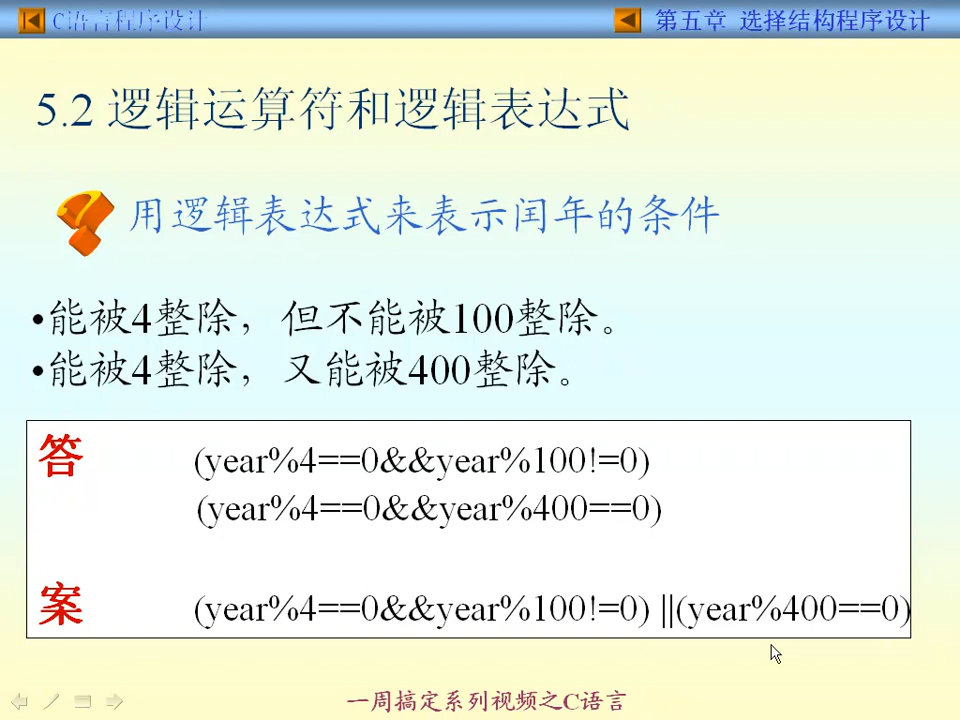 C语言程序设计
第五章 选择结构程序设计
5.2 逻辑运算符和逻辑表达式
用逻辑表达式来表示闰年的条件
•能被4整除，但不能被100整除。
•能被4整除，又能被400整除。
答 (year%4==0&&year%100!=0)
(year%4==0&&year%400==0)
案 (year%4==0&&year%100!=0) ||(year%400==0)
一周搞定系列视频之C语言